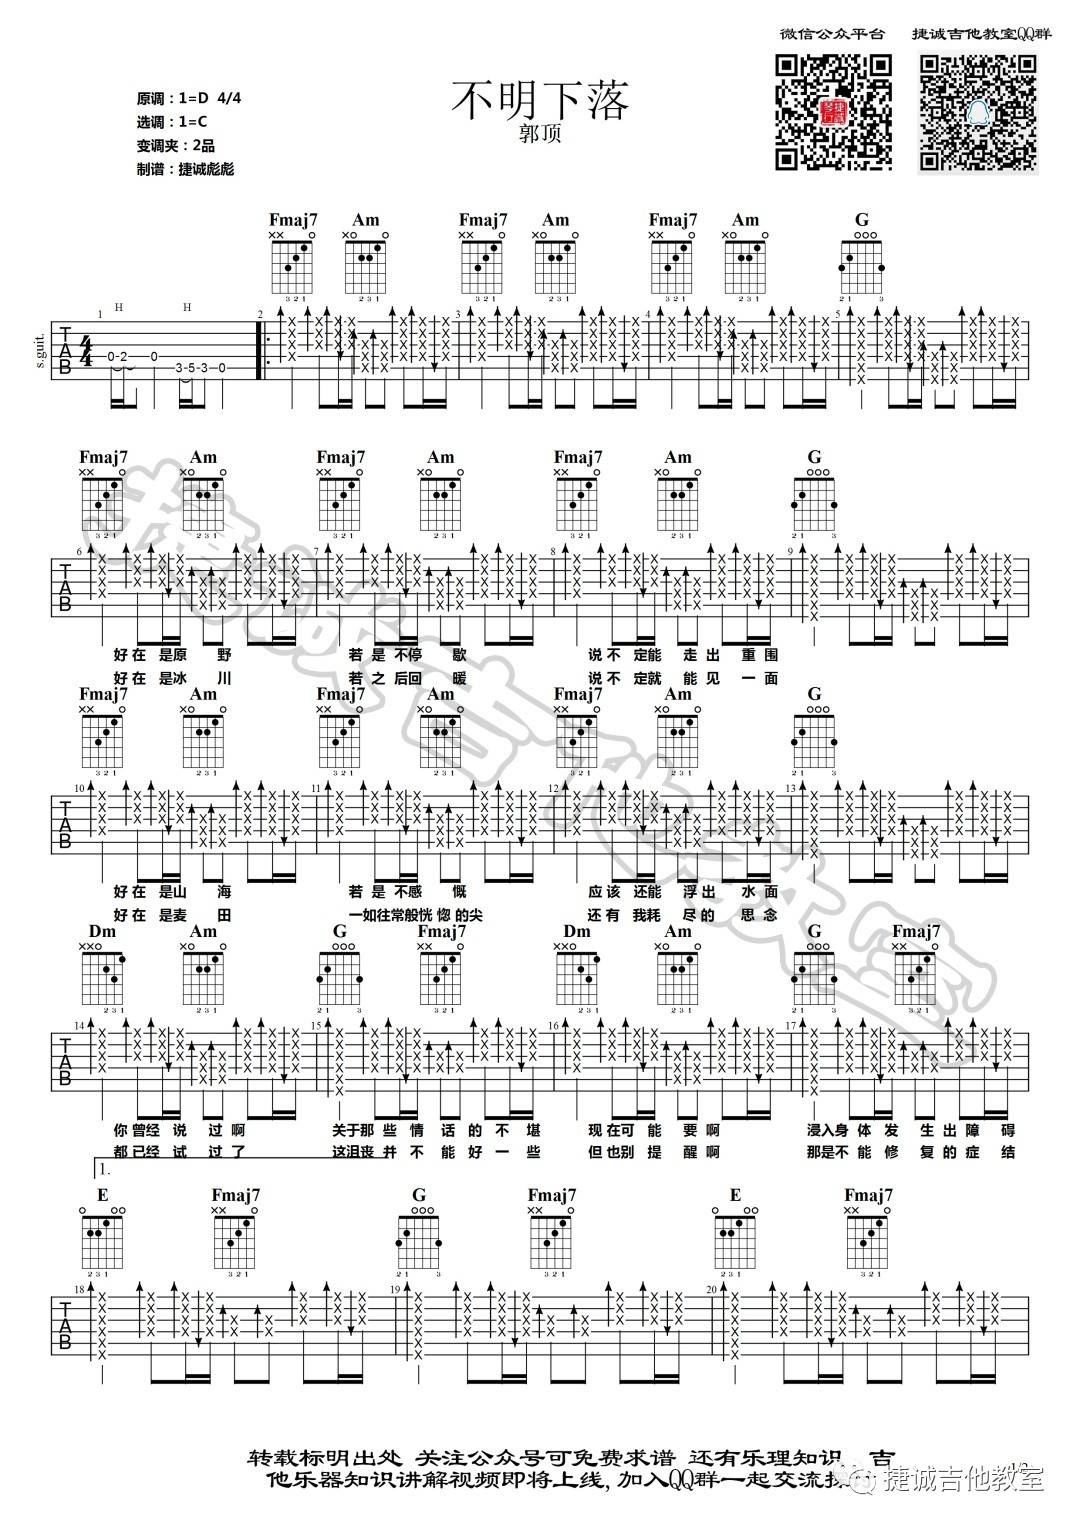 微信公众平台 捷诚吉他教室QQ群
不明下落
郭顶
原调：1=D 4/4
选调：1=C
变调夹：2品
制谱：捷诚彪彪
Fmaj7 Am Fmaj7 Am Fmaj7 Am G
s.guit.
Fmaj7 Am Fmaj7 Am Fmaj7 Am G
好在 是原 野 若是不停 歇 说不定能 走出重围
好在 是冰 川 若之后回 暖 说不定就 能见一面
Fmaj7 Am Fmaj7 Am Fmaj7 Am G
好在 是山 海 若是不感 慨 应该还能 浮出水面
好在 是麦 田 一如往常般恍惚的尖 还有我耗 尽的思念
Dm Am G Fmaj7 Dm Am G Fmaj7
你曾经说过啊 关于那些情话的不堪 现在可能要啊 浸入身体发生出障碍
都已经试过了 这沮丧并不能好一些 但也别提醒啊 那是不能修复的症结
1.
E Fmaj7 G Fmaj7 E Fmaj7
转载标明出处 关注公众号可免费求谱 还有乐理知识 吉
他乐器知识讲解视频即将上线,加入QQ群一起交流探
捷诚吉他教室